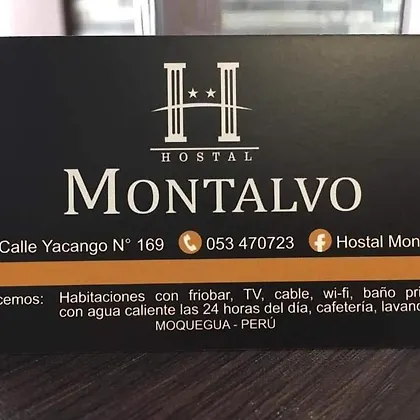 H
HOSTAL
MONTALVO
Calle Yacango N° 169 053 470723 f Hostal Mon
cemos: Habitaciones con friobar, TV, cable, wi-fi, baño pri
con agua caliente las 24 horas del día, cafetería, lavan
MOQUEGUA - PERÚ